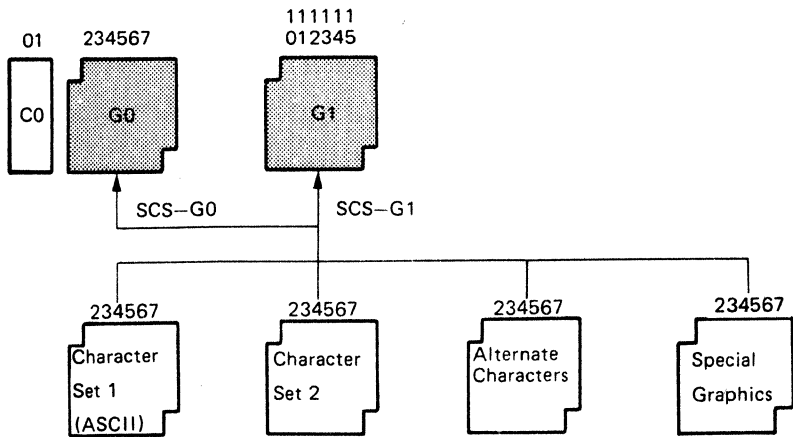 111111
01 234567 012345
C0 G0 G1
SCS–G0 SCS–G1
234567 234567 234567 234567
Character Character Alternate Special
Set 1 Set 2 Characters Graphics
(ASCII)